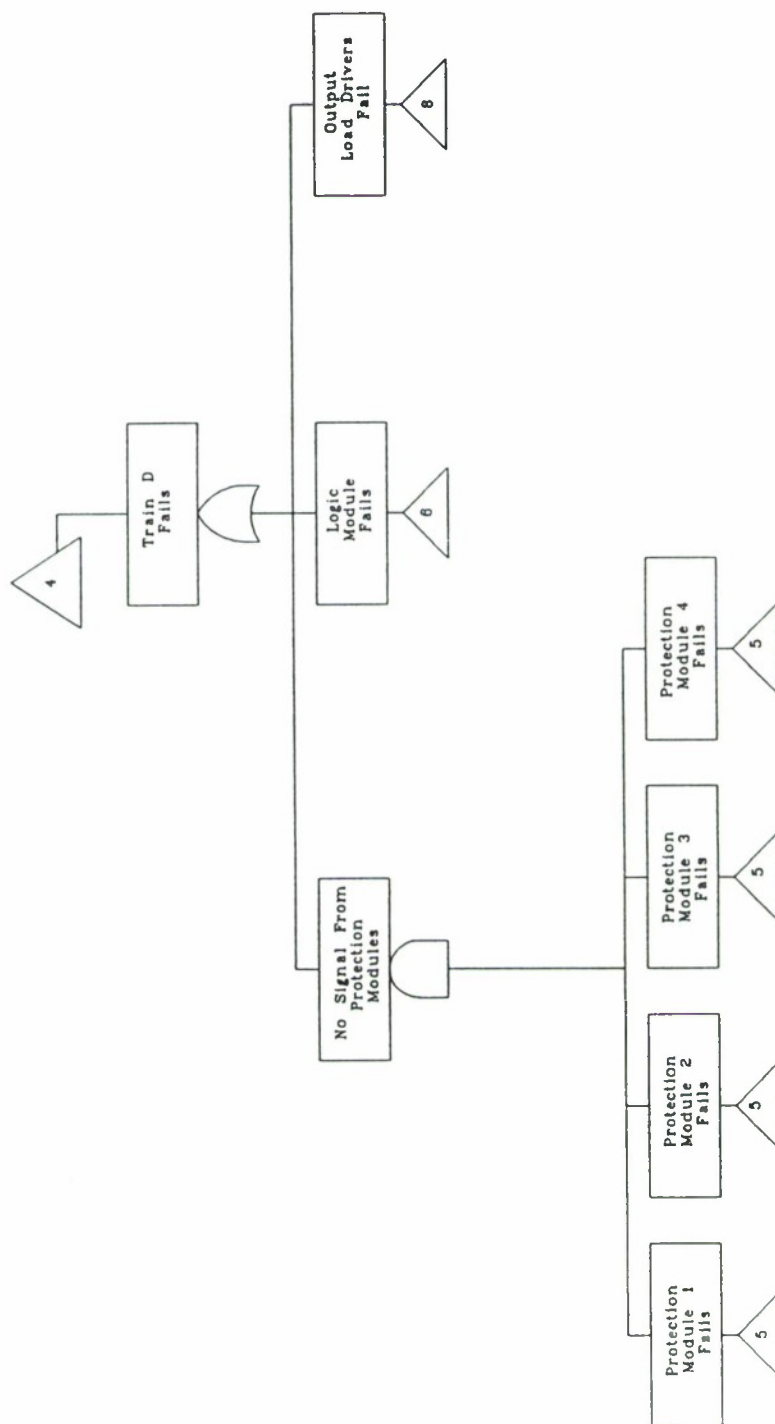 4
Train D
Fails
No Signal From
Protection
Modules
Logic
Module
Fails
6
Output
Load Drivers
Fail
8
Protection
Module 1
Fails
5
Protection
Module 2
Fails
5
Protection
Module 3
Fails
5
Protection
Module 4
Fails
5